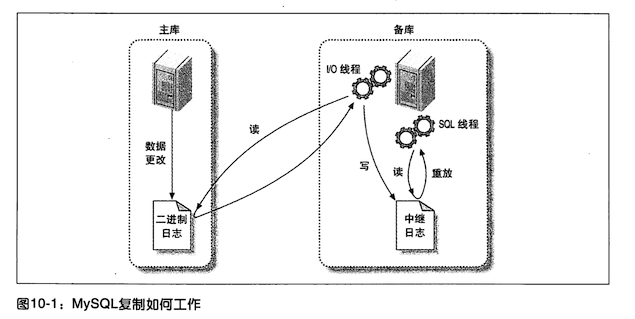 主库
备库
I/O 线程
SQL 线程
读
数据
更改
写
读
重放
二进制
日志
中继
日志
图10-1：MySQL复制如何工作